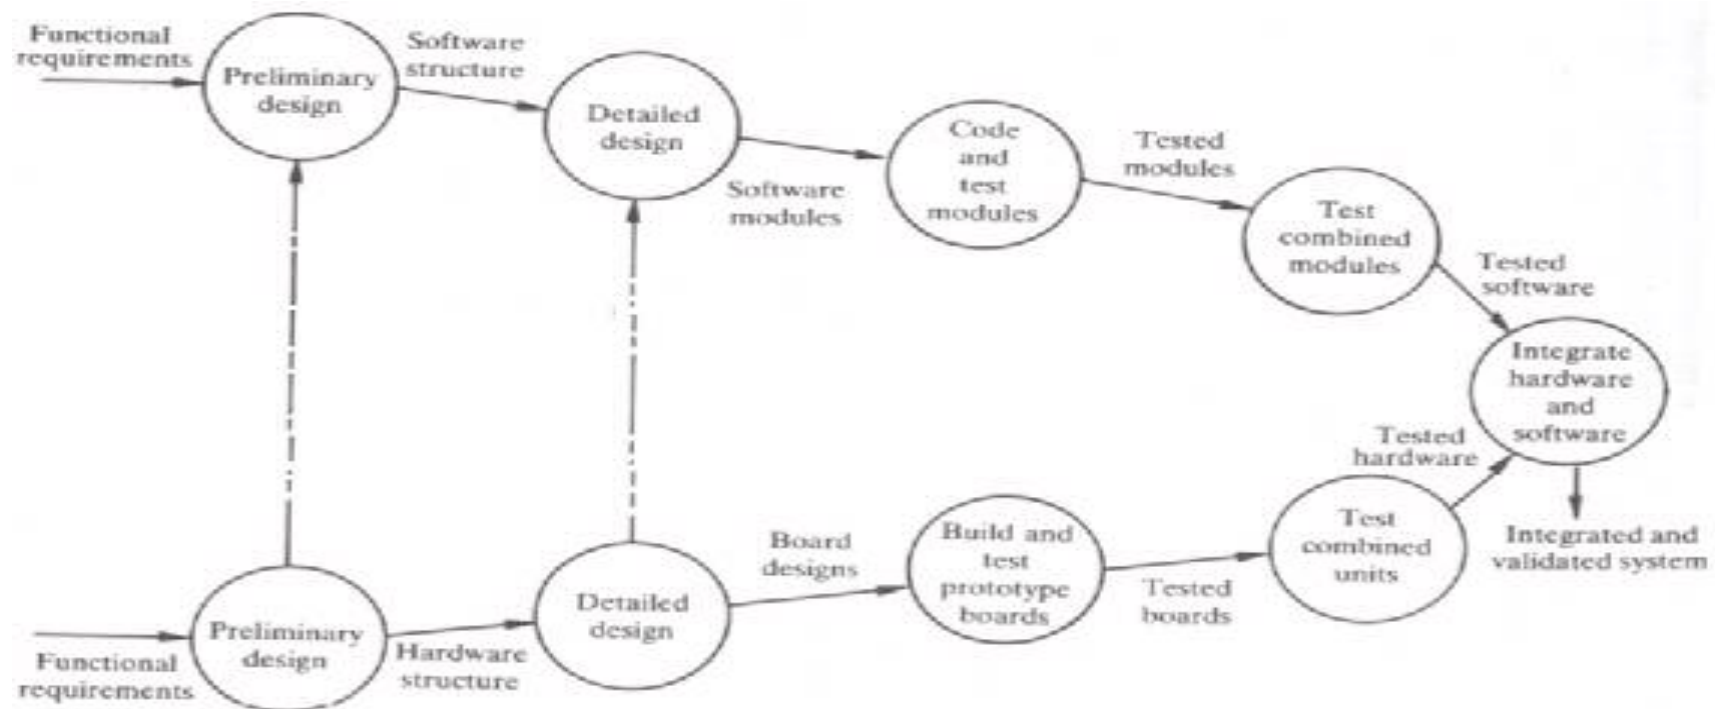 Functional
requirements
Preliminary
design
Software
structure
Detailed
design
Software
modules
Code
and
test
modules
Tested
modules
Test
combined
modules
Tested
software
Integrate
hardware
and
software
Integrated and
validated system
Functional
requirements
Preliminary
design
Hardware
structure
Detailed
design
Board
designs
Build and
test
prototype
boards
Tested
boards
Test
combined
units
Tested
hardware